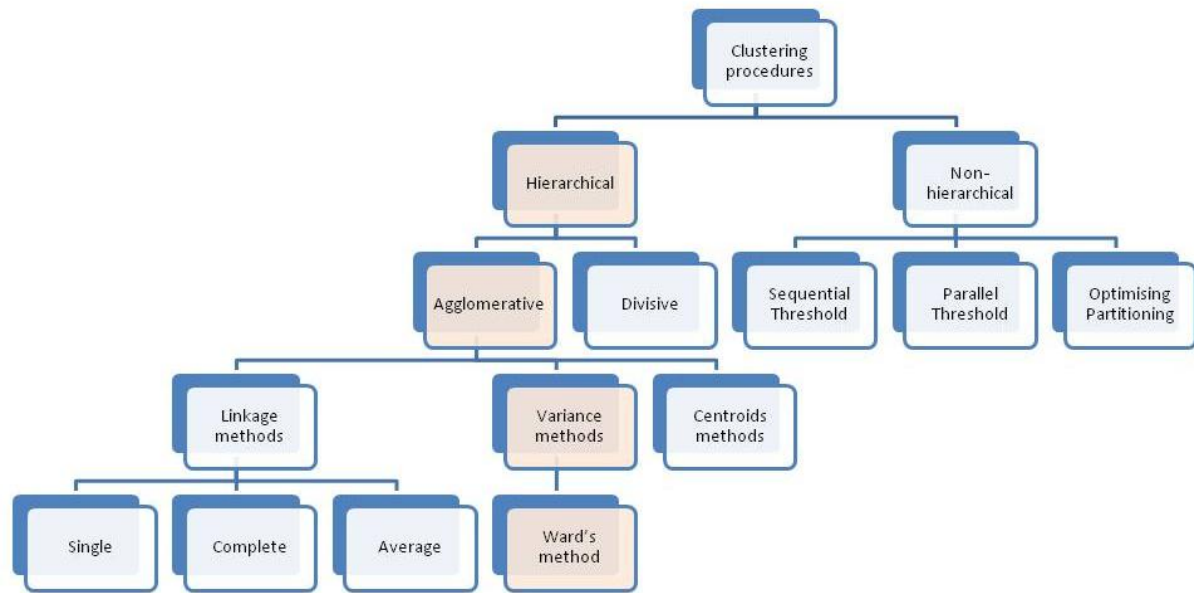 Clustering
procedures
Hierarchical
Non-
hierarchical
Agglomerative
Divisive
Sequential
Threshold
Parallel
Threshold
Optimising
Partitioning
Linkage
methods
Variance
methods
Centroids
methods
Single
Complete
Average
Ward's
method